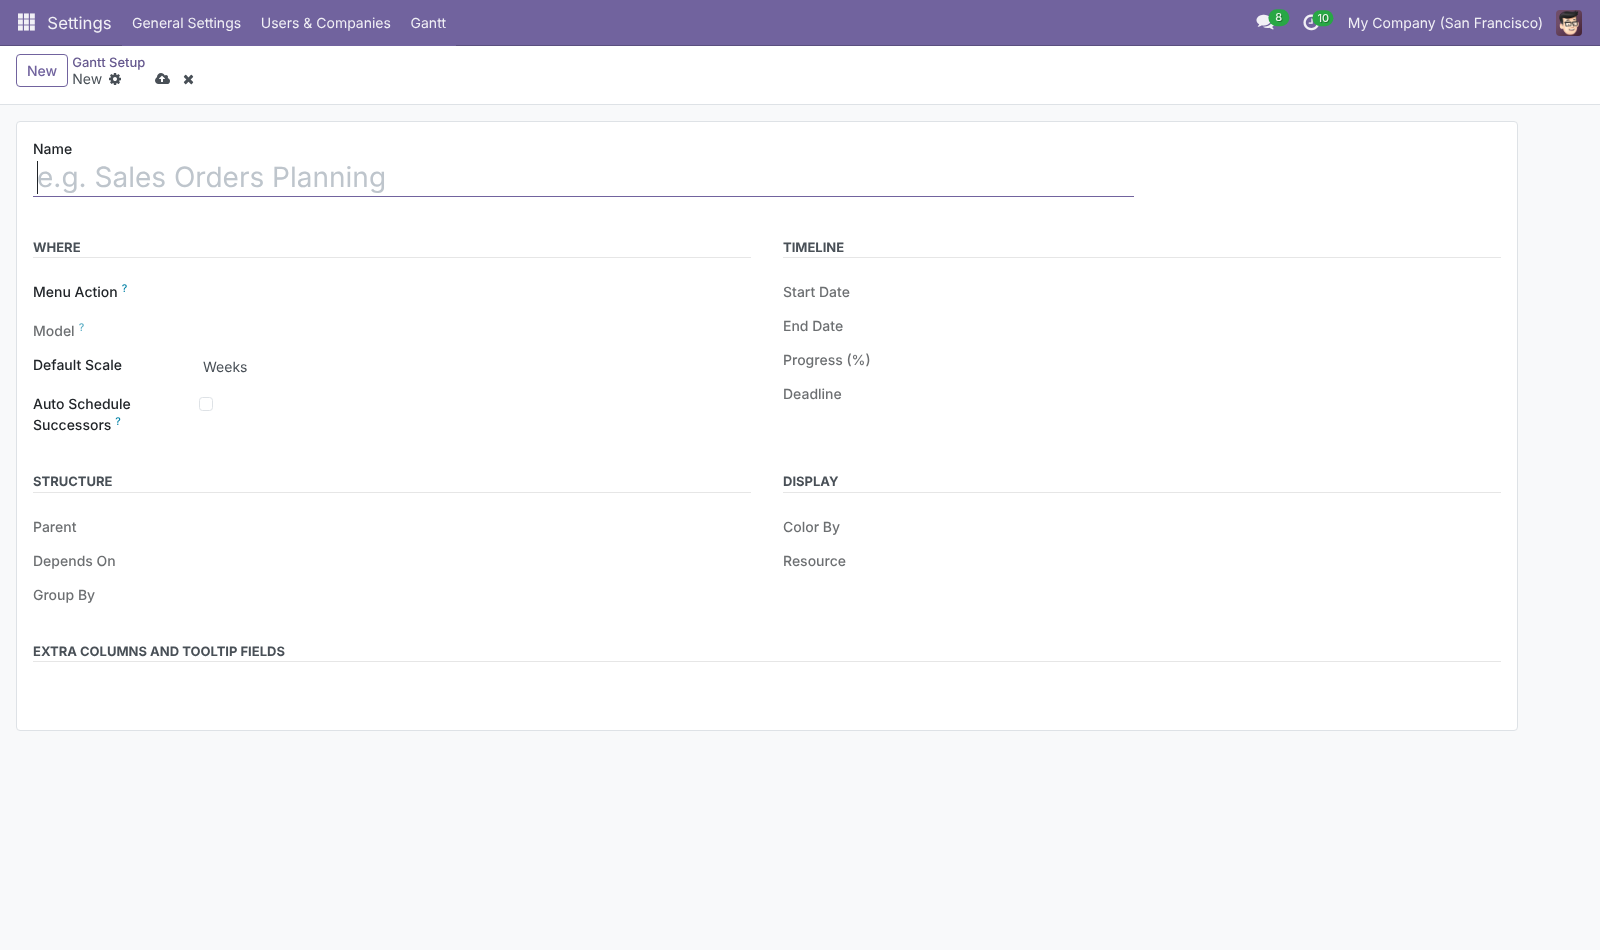 Settings General Settings Users & Companies Gantt 8 10 My Company (San Francisco)
New Gantt Setup
New
Name
e.g. Sales Orders Planning
WHERE
Menu Action ?
Model ?
Default Scale Weeks
Auto Schedule
Successors ?
TIMELINE
Start Date
End Date
Progress (%)
Deadline
STRUCTURE
Parent
Depends On
Group By
DISPLAY
Color By
Resource
EXTRA COLUMNS AND TOOLTIP FIELDS